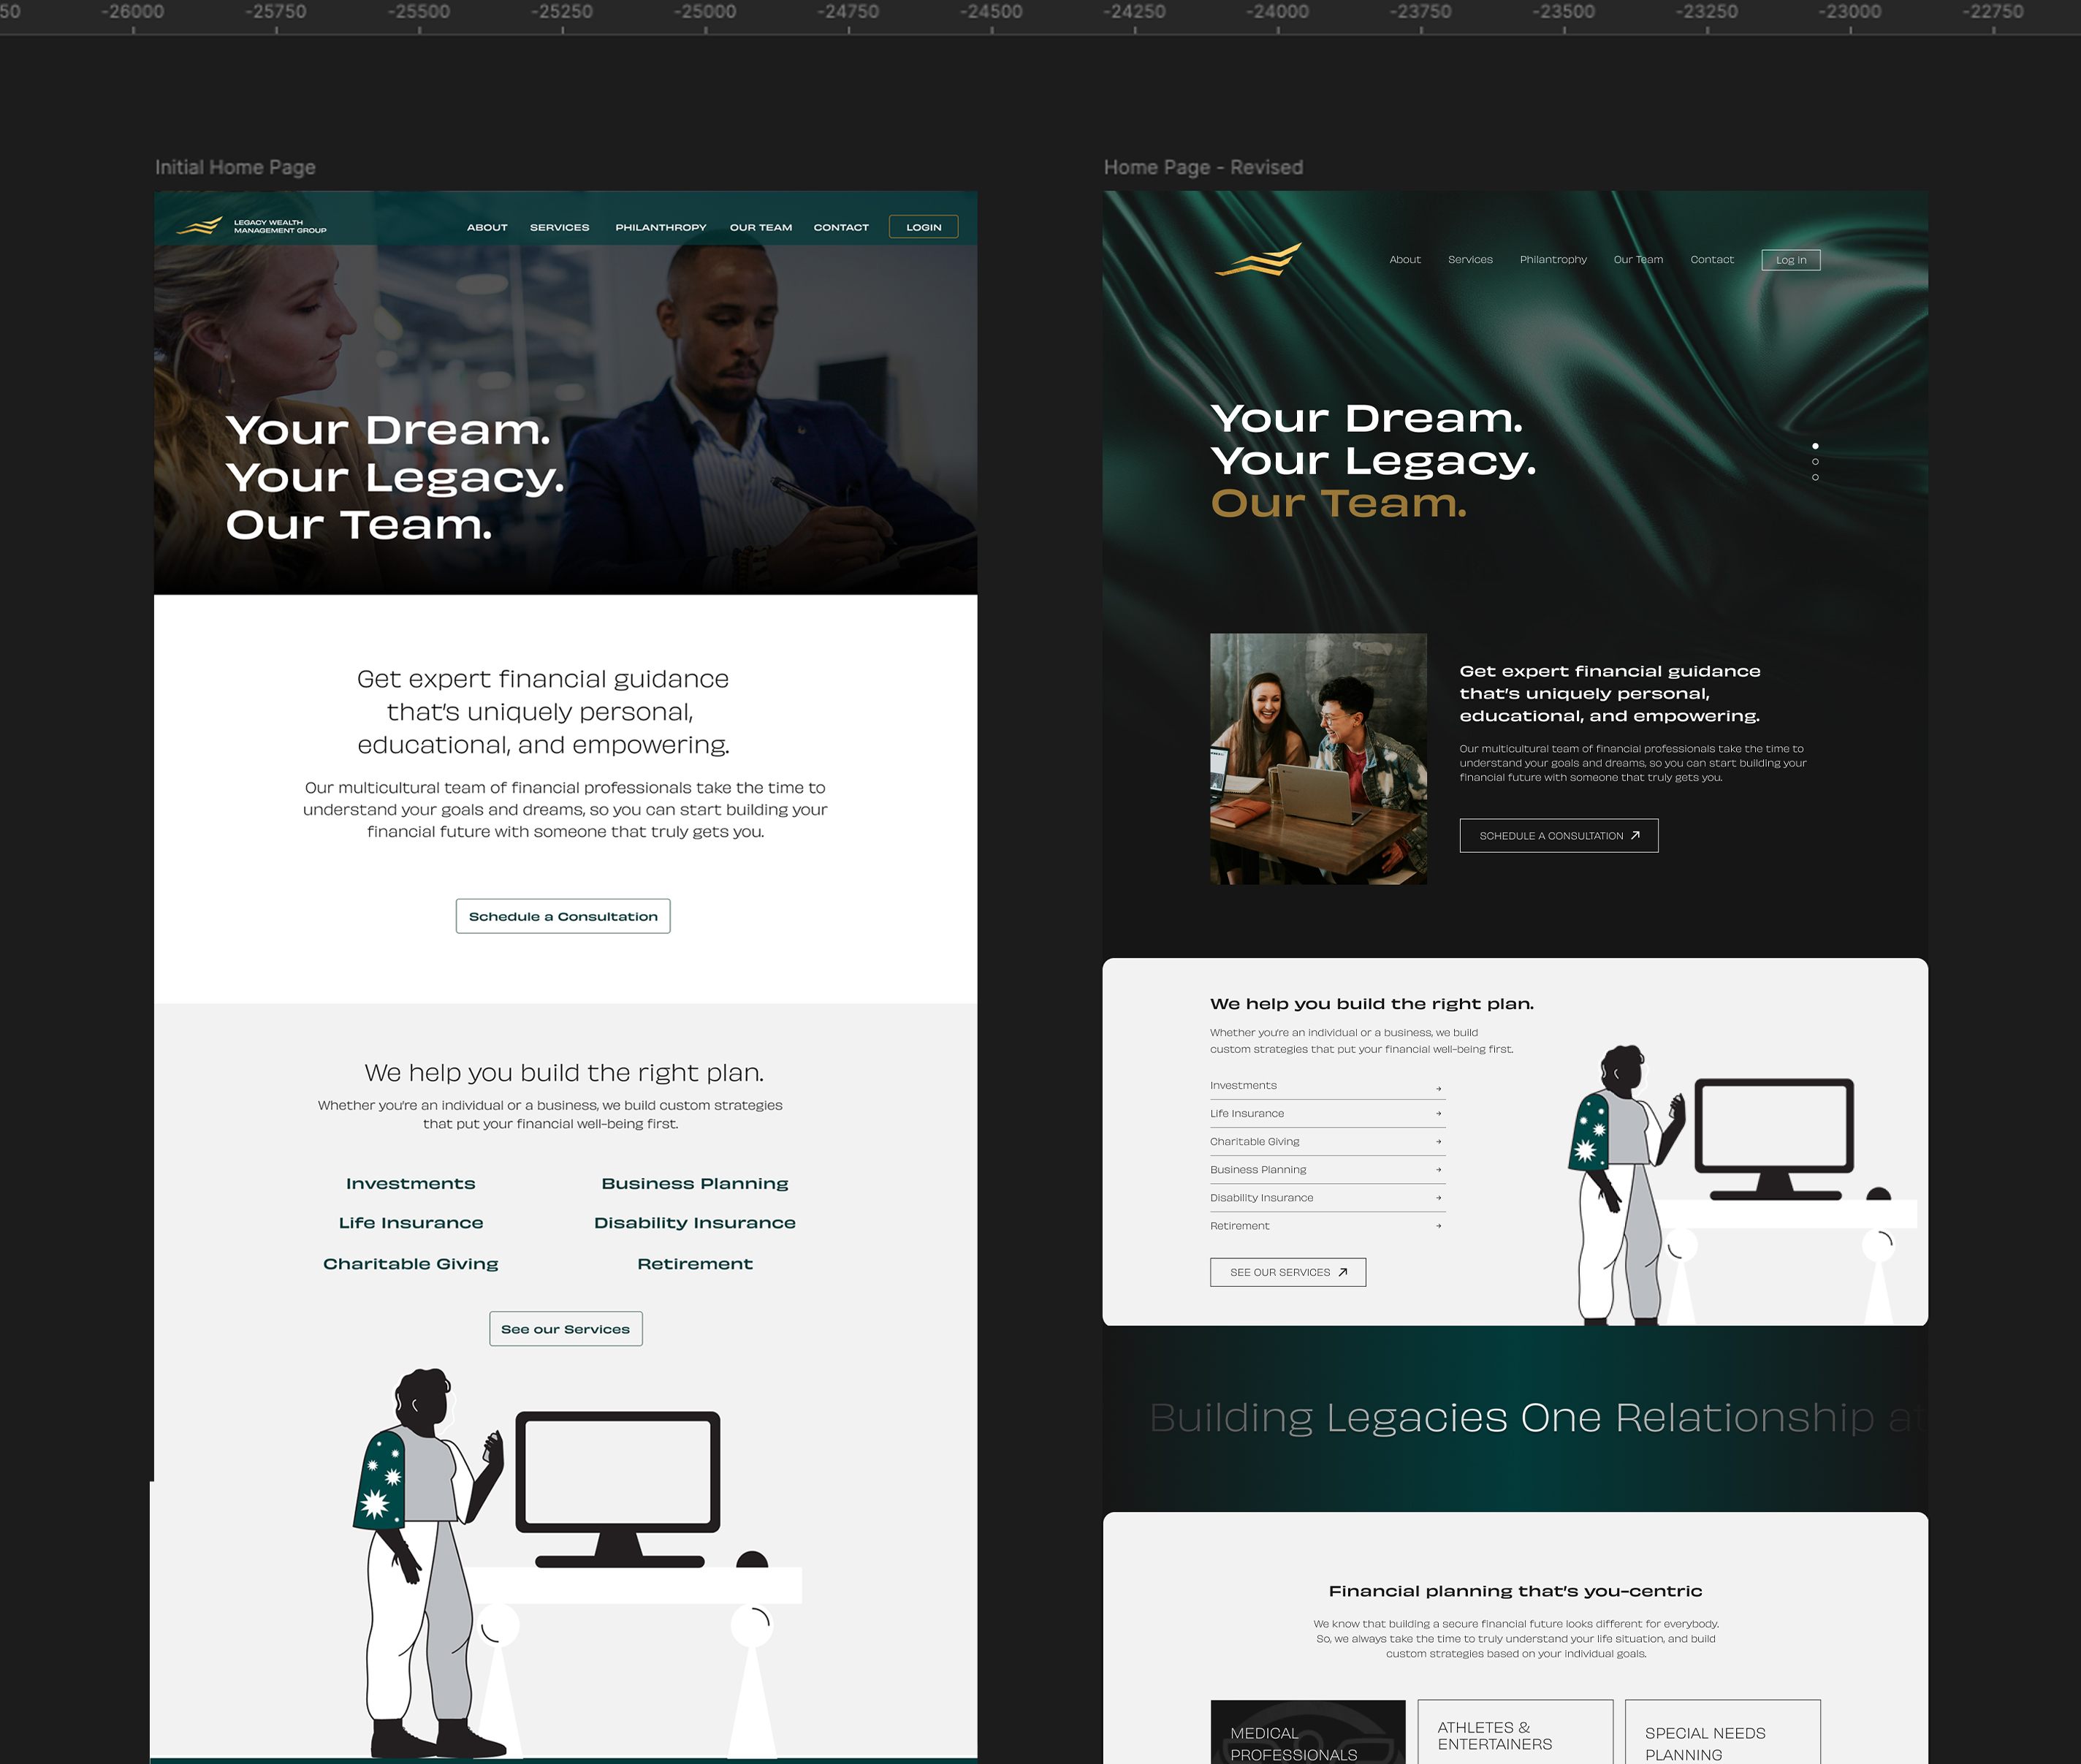 -26000 -25750 -25500 -25250 -25000 -24750 -24500 -24250 -24000 -23750 -23500 -23250 -23000 -22750
Initial Home Page
LEGACY WEALTH
MANAGEMENT GROUP
ABOUT SERVICES PHILANTHROPY OUR TEAM CONTACT LOGIN
Your Dream.
Your Legacy.
Our Team.
Get expert financial guidance
that's uniquely personal,
educational, and empowering.
Our multicultural team of financial professionals take the time to
understand your goals and dreams, so you can start building your
financial future with someone that truly gets you.
Schedule a Consultation
We help you build the right plan.
Whether you're an individual or a business, we build custom strategies
that put your financial well-being first.
Investments Business Planning
Life Insurance Disability Insurance
Charitable Giving Retirement
See our Services
Home Page - Revised
About Services Philantrophy Our Team Contact Log in
Your Dream.
Your Legacy.
Our Team.
Get expert financial guidance
that's uniquely personal,
educational, and empowering.
Our multicultural team of financial professionals take the time to
understand your goals and dreams, so you can start building your
financial future with someone that truly gets you.
SCHEDULE A CONSULTATION
We help you build the right plan.
Whether you're an individual or a business, we build
custom strategies that put your financial well-being first.
Investments
Life Insurance
Charitable Giving
Business Planning
Disability Insurance
Retirement
SEE OUR SERVICES
Building Legacies One Relationship at
Financial planning that's you-centric
We know that building a secure financial future looks different for everybody.
So, we always take the time to truly understand your life situation, and build
custom strategies based on your individual goals.
MEDICAL
PROFESSIONALS
ATHLETES &
ENTERTAINERS
SPECIAL NEEDS
PLANNING